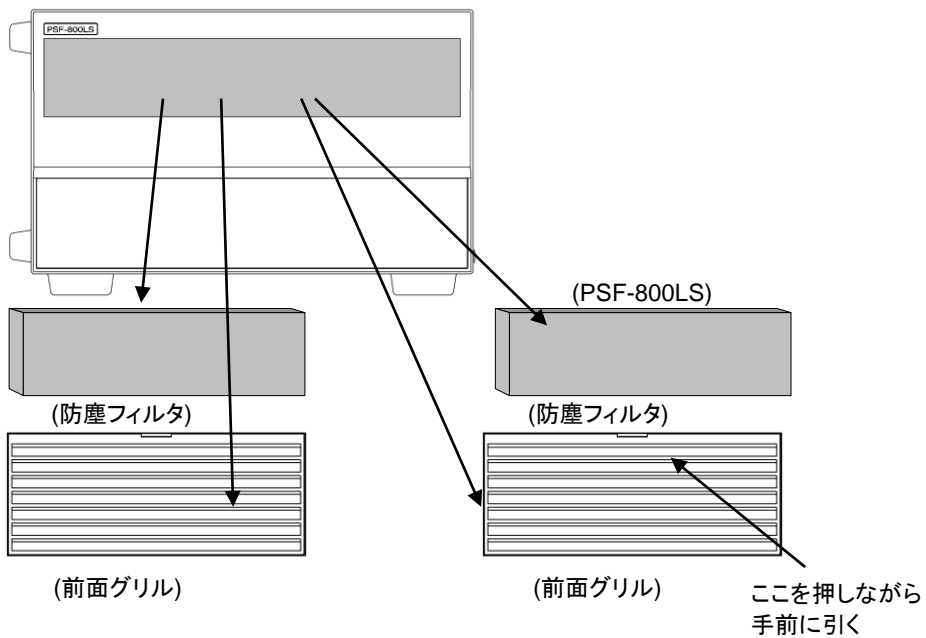 PSF-800LS
(PSF-800LS)
(防塵フィルタ)
(防塵フィルタ)
(前面グリル)
(前面グリル)
ここを押しながら
手前に引く